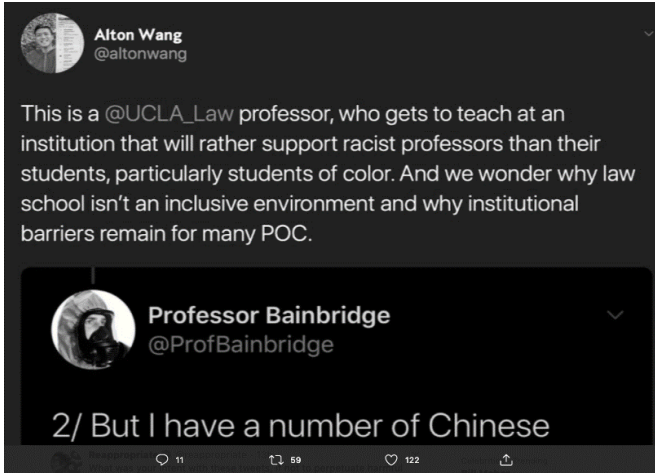 Alton Wang
@altonwang
This is a @UCLA_Law professor, who gets to teach at an
institution that will rather support racist professors than their
students, particularly students of color. And we wonder why law
school isn't an inclusive environment and why institutional
barriers remain for many POC.
Professor Bainbridge
@ProfBainbridge
2/ But I have a number of Chinese
11 59 122